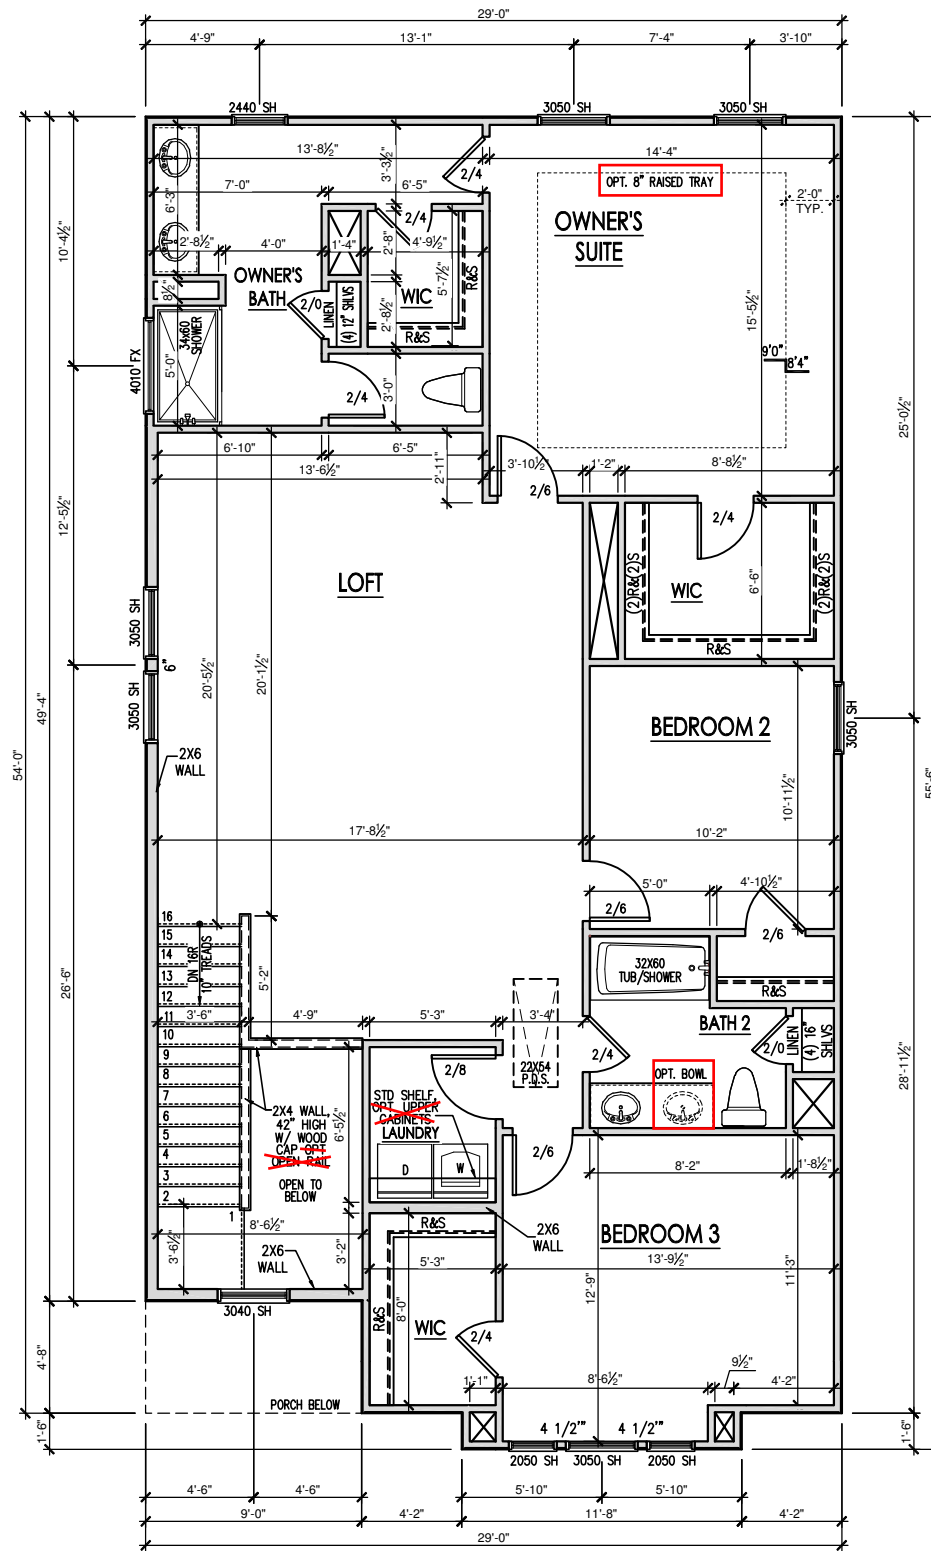 29'-0"
4'-9"
13'-1"
7'-4"
3'-10"
2440 SH
3050 SH
3050 SH
13'-8½"
3'-3½"
2/4
14'-4"
OPT. 8" RAISED TRAY
2'-0"
TYP.
7'-0"
6'-5"
6'-3"
2/4
OWNER'S
SUITE
10'-4½"
2'-8½"
4'-0"
1'-4"
2'-8"
4'-9½"
OWNER'S
BATH
8½"
2/0
LINEN
(4) 12" SHLVS
WIC
5'-7½"
R&S
R&S
2'-8½"
15'-5½"
34x60
SHOWER
5'-0"
4010 FX
9'0"
8'4"
2/4
3'-0"
25'-0½"
6'-10"
6'-5"
13'-6½"
2'-11"
3'-10½"
1'-2"
8'-8½"
2/6
2/4
12'-5½"
LOFT
WIC
6'-6"
(2)R&(2)S
(2)R&(2)S
R&S
3050 SH
6"
3050 SH
20'-5½"
20'-1½"
49'-4"
54'-0"
BEDROOM 2
3050 SH
2X6
WALL
55'-6"
10'-11½"
17'-8½"
10'-2"
5'-0"
4'-10½"
2/6
2/6
16
15
14
13
12
11
10
9
8
7
6
5
4
3
2
1
DN 16R
10" TREADS
5'-2"
32X60
TUB/SHOWER
R&S
26'-6"
3'-6"
4'-9"
5'-3"
3'-4"
BATH 2
2/4
2/0
LINEN
(4) 16"
SHLVS
22X54
P.D.S.
2/8
OPT. BOWL
28'-11½"
STD SHELF,
OPT UPPER
CABINETS
LAUNDRY
D
W
2X4 WALL,
42" HIGH
W/ WOOD
CAP OPT
OPEN RAIL
OPEN TO
BELOW
6'-5½"
2/6
8'-2"
1'-8½"
8'-6½"
3'-6½"
2X6
WALL
3'-2"
R&S
2X6
WALL
BEDROOM 3
5'-3"
13'-9½"
12'-9"
11'-3"
3040 SH
R&S
8'-0"
WIC
2/4
4'-8"
1'-1"
8'-6½"
9½"
4'-2"
PORCH BELOW
4 1/2'"
4 1/2'"
1'-6"
1'-6"
2050 SH
3050 SH
2050 SH
4'-6"
4'-6"
5'-10"
5'-10"
9'-0"
4'-2"
11'-8"
4'-2"
29'-0"